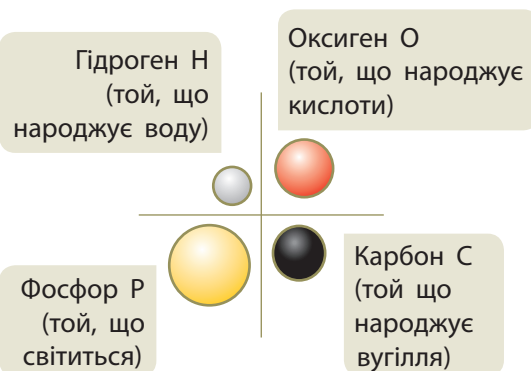 Гідроген H
(той, що
народжує воду)
Оксиген O
(той, що народжує
кислоти)
Фосфор P
(той, що
світиться)
Карбон C
(той що
народжує
вугілля)